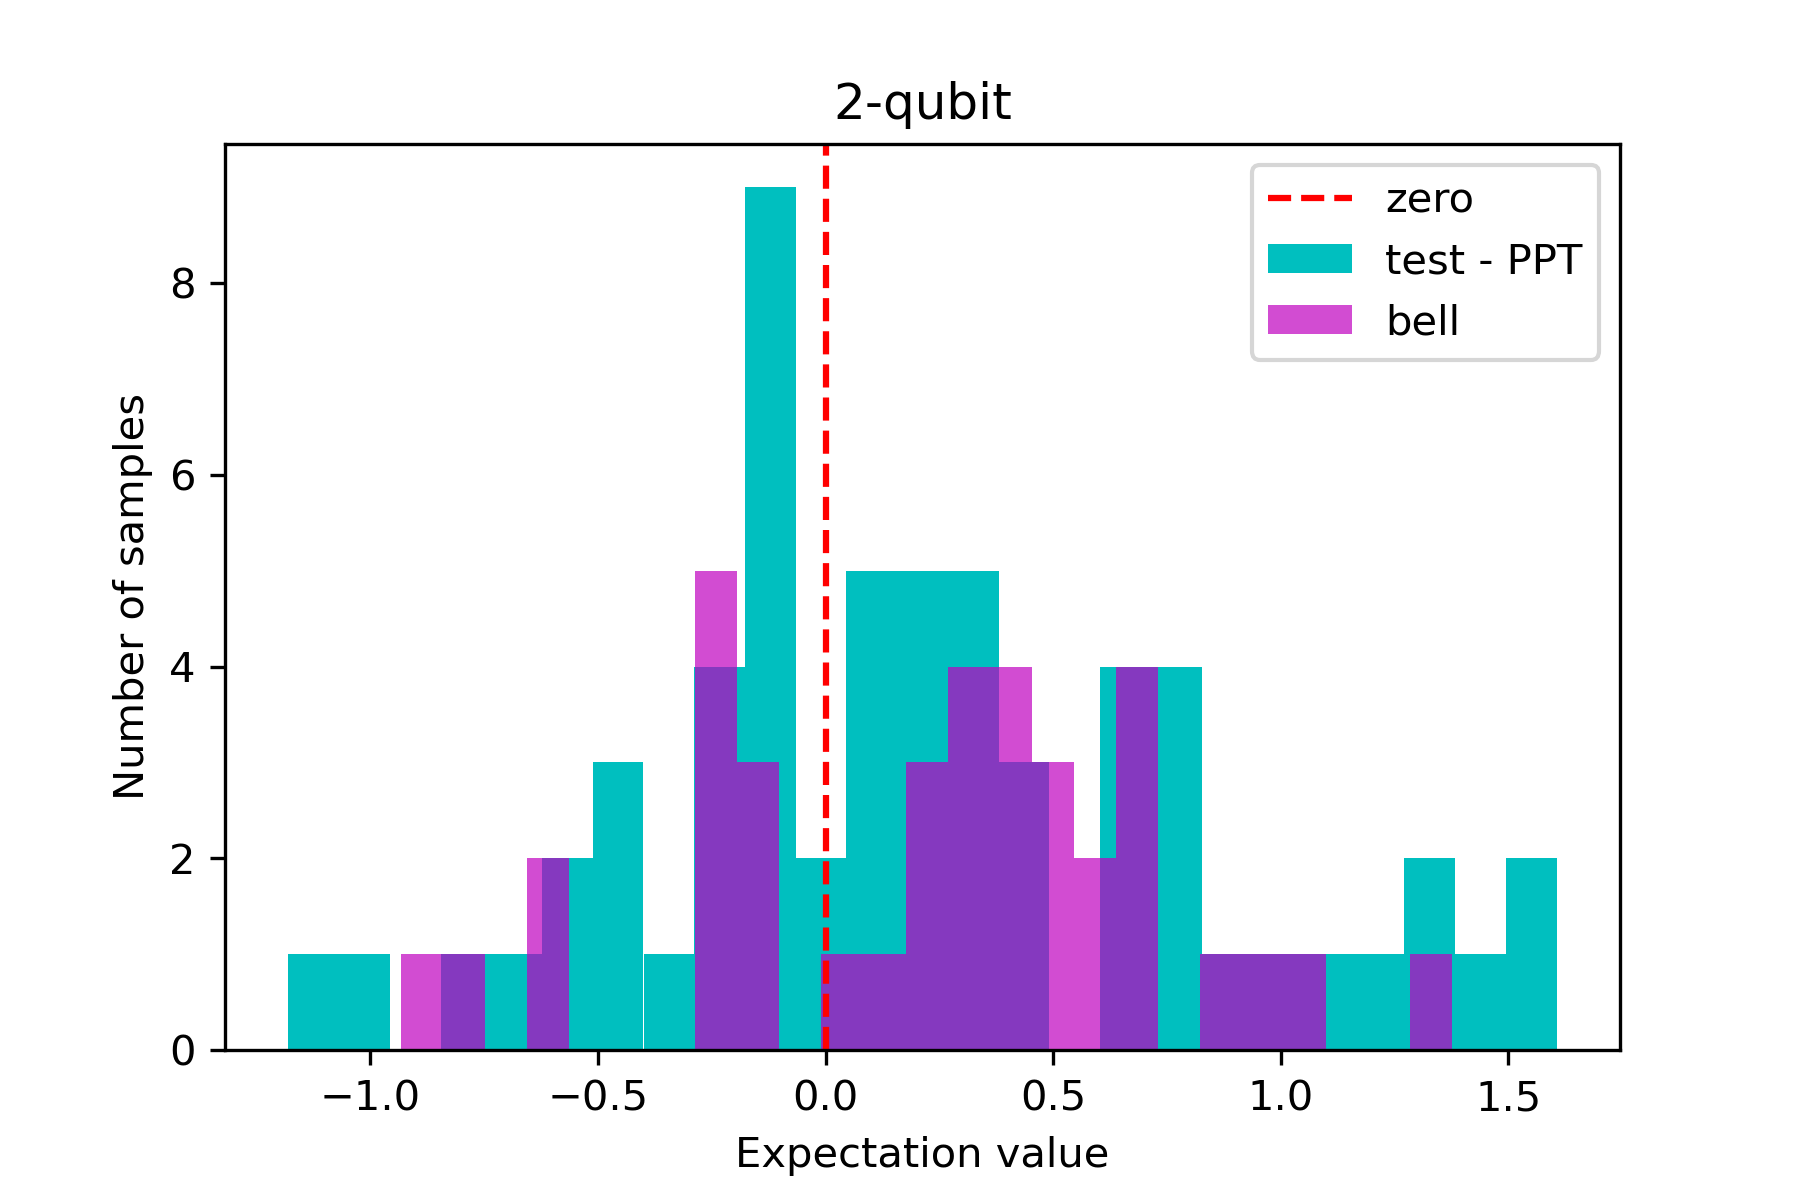 2-qubit
zero
test - PPT
bell
Number of samples
8
6
4
2
0
−1.0 −0.5 0.0 0.5 1.0 1.5
Expectation value